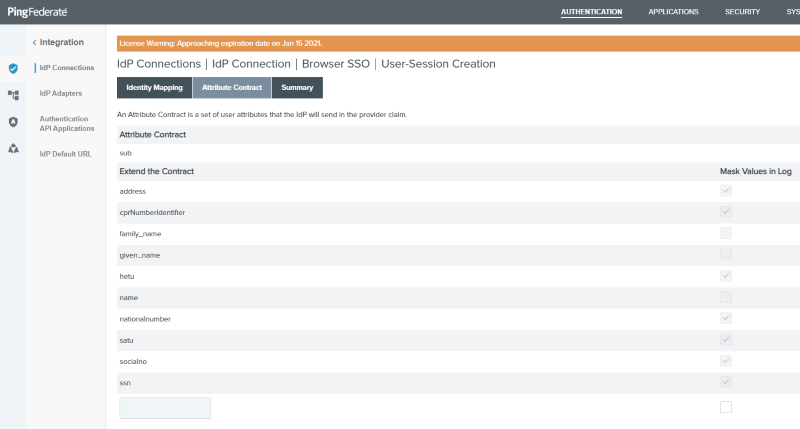 PingFederate
AUTHENTICATION
APPLICATIONS
SECURITY
SYS
Integration
IdP Connections
IdP Adapters
Authentication
API Applications
IdP Default URL
License Warning: Approaching expiration date on Jan 15 2021.
IdP Connections | IdP Connection | Browser SSO | User-Session Creation
Identity Mapping
Attribute Contract
Summary
An Attribute Contract is a set of user attributes that the IdP will send in the provider claim.
Attribute Contract
sub
Extend the Contract
Mask Values in Log
address
cprNumberIdentifier
family_name
given_name
hetu
name
nationalnumber
satu
socialno
ssn